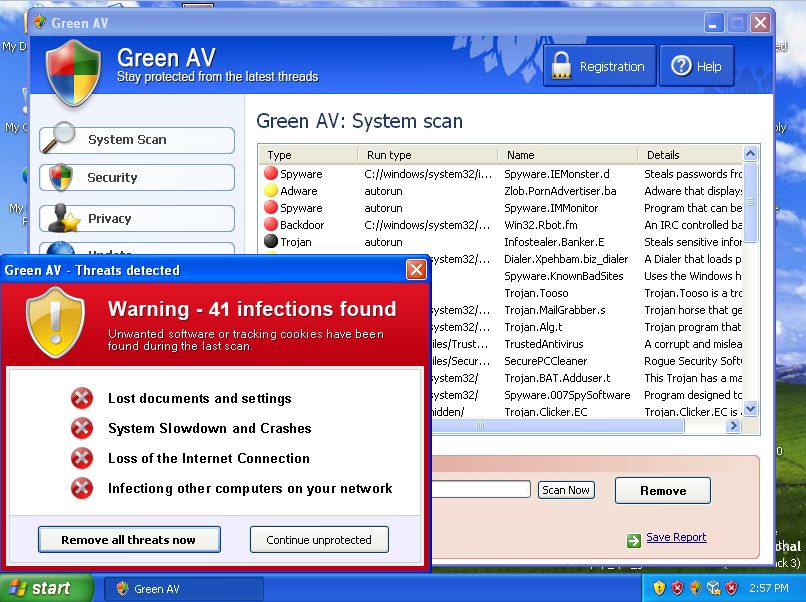 Green AV
My D
Green AV
Stay protected from the latest threads
Registration
Help
System Scan
Security
Privacy
Green AV: System scan
Type Run type Name Details
Spyware C://windows/system32/i... Spyware.IEMonster.d Steals passwords fro
Adware autorun Zlob.PornAdvertiser.ba Adware that displays
Spyware autorun Spyware.IMMonitor Program that can be
Backdoor C://windows/system32/... Win32.Rbot.fm An IRC controlled ba
Trojan autorun Infostealer.Banker.E Steals sensitive infor
system32/... Dialer.Xpehbam.biz_dialer A Dialer that loads p
Spyware.KnownBadSites Uses the Windows h
Trojan.Tooso Trojan.Tooso is a tro
system32/... Trojan.MailGrabber.s Trojan horse that ge
system32/... Trojan.Alg.t Trojan program that
iles/Trust... TrustedAntivirus A corrupt and mislea
iles/Secur... SecurePCCleaner Rogue Security Softw
system32/ Trojan.BAT.Adduser.t This Trojan has a ma
system32/ Spyware.007SpySoftware Program designed to
hidden/ Trojan.Clicker.EC Trojan.Clicker.EC is
Scan Now
Remove
Save Report
Green AV - Threats detected
Warning - 41 infections found
Unwanted software or tracking cookies have been
found during the last scan.
Lost documents and settings
System Slowdown and Crashes
Loss of the Internet Connection
Infectiong other computers on your network
Remove all threats now
Continue unprotected
start
Green AV
2:57 PM